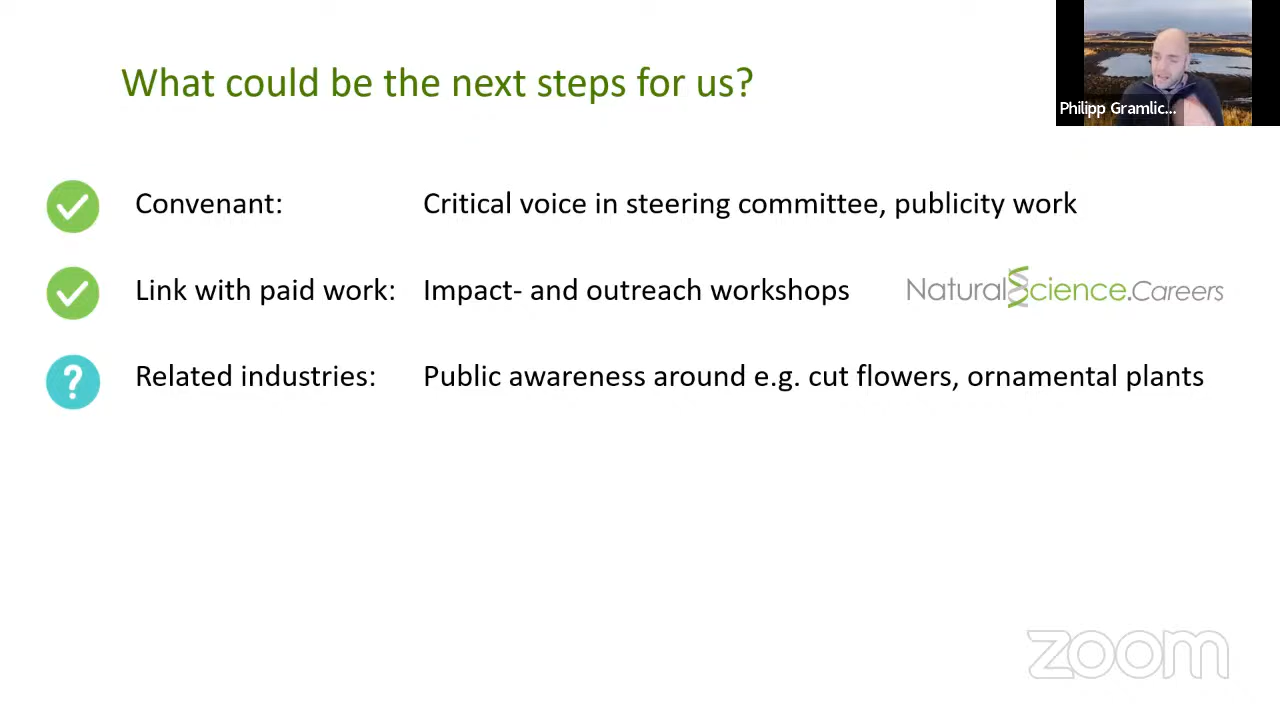 What could be the next steps for us?
Philipp Gramlic...
Convenant: Critical voice in steering committee, publicity work
Link with paid work: Impact- and outreach workshops NaturalScience.Careers
? Related industries: Public awareness around e.g. cut flowers, ornamental plants
zoom